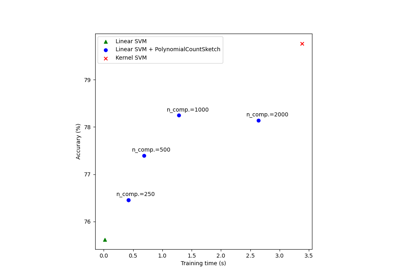 Linear SVM
Linear SVM + PolynomialCountSketch
Kernel SVM
79
n_comp.=1000
n_comp.=2000
78
n_comp.=500
77
n_comp.=250
76
Accurary (%)
0.0 0.5 1.0 1.5 2.0 2.5 3.0 3.5
Training time (s)